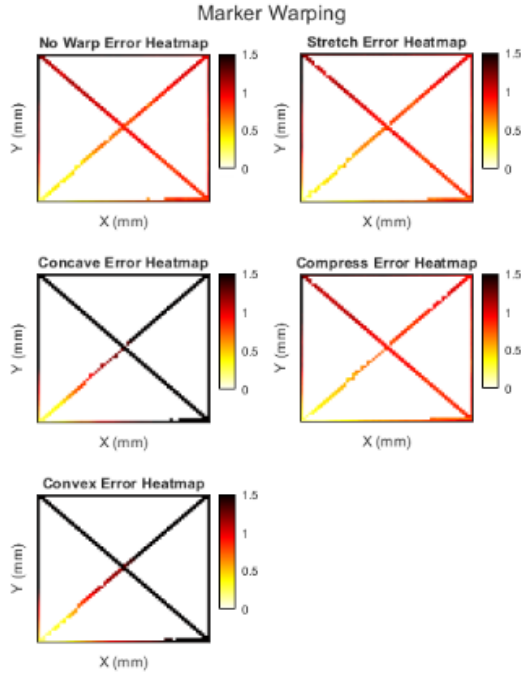 Marker Warping
No Warp Error Heatmap
Y (mm)
1.5
1
0.5
0
X (mm)
Stretch Error Heatmap
Y (mm)
1.5
1
0.5
0
X (mm)
Concave Error Heatmap
Y (mm)
1.5
1
0.5
0
X (mm)
Compress Error Heatmap
Y (mm)
1.5
1
0.5
0
X (mm)
Convex Error Heatmap
Y (mm)
1.5
1
0.5
0
X (mm)